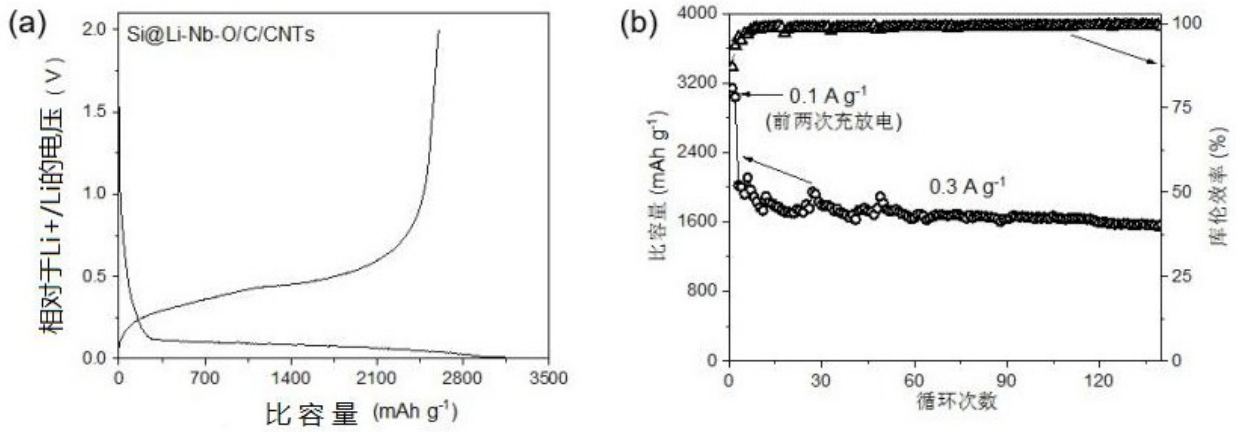 (a)
Si@Li-Nb-O/C/CNTs
相对于Li+/Li的电压（V）
2.0
1.5
1.0
0.5
0.0
0 700 1400 2100 2800 3500
比容量 (mAh g⁻¹)
(b)
比容量 (mAh g⁻¹)
4000
3200
2400
1600
800
0
0.1 A g⁻¹
(前两次充放电)
0.3 A g⁻¹
100
75
50
25
0
库伦效率 (%)
0 30 60 90 120
循环次数